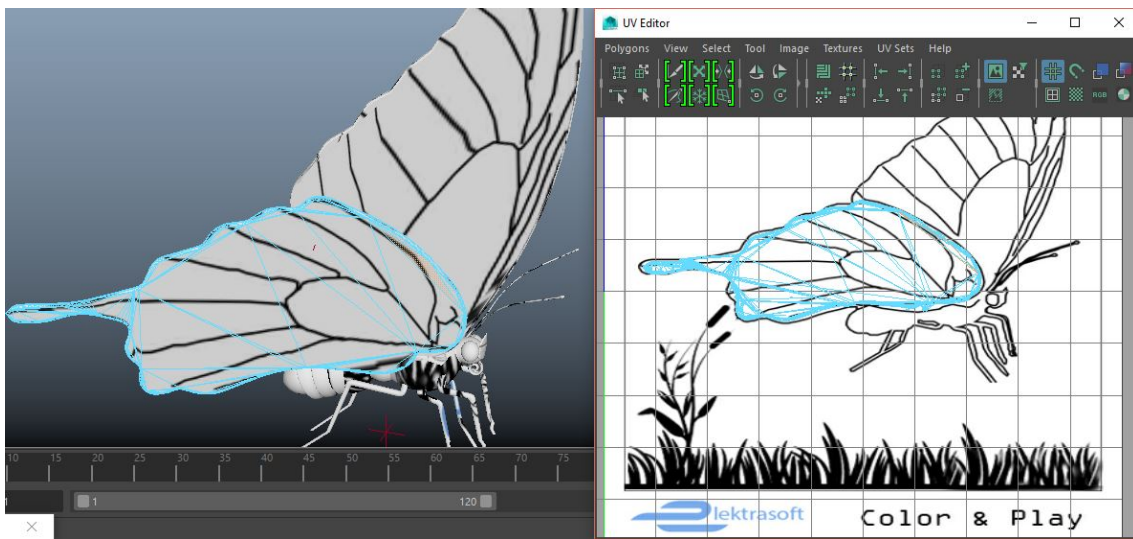 UV Editor
Polygons View Select Tool Image Textures UV Sets Help
RGB
10 15 20 25 30 35 40 45 50 55 60 65 70 75
1 120
lektrasoft Color & Play